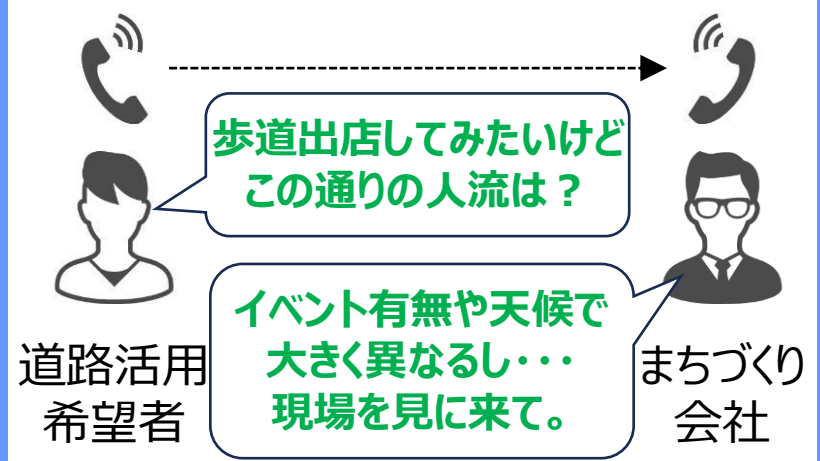 歩道出店してみたいけど
この通りの人流は？
イベント有無や天候で
大きく異なるし・・・
現場を見に来て。
道路活用
希望者
まちづくり
会社